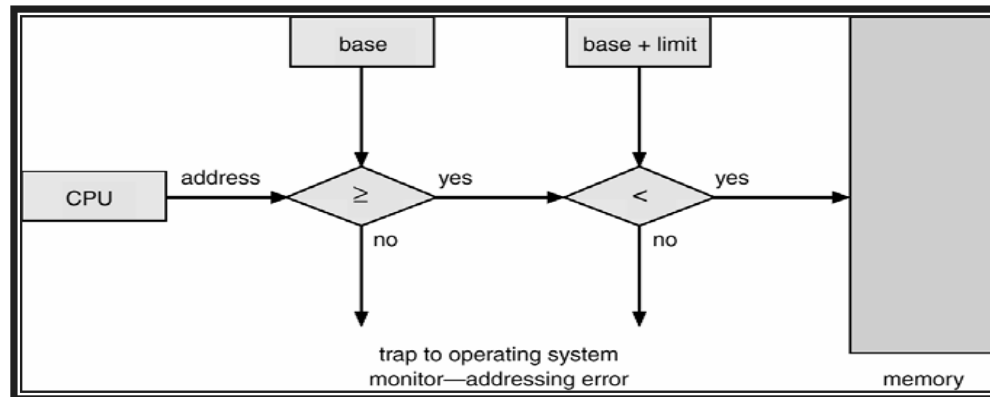 base
base + limit
CPU
address
≥
yes
<
yes
no
no
trap to operating system
monitor—addressing error
memory